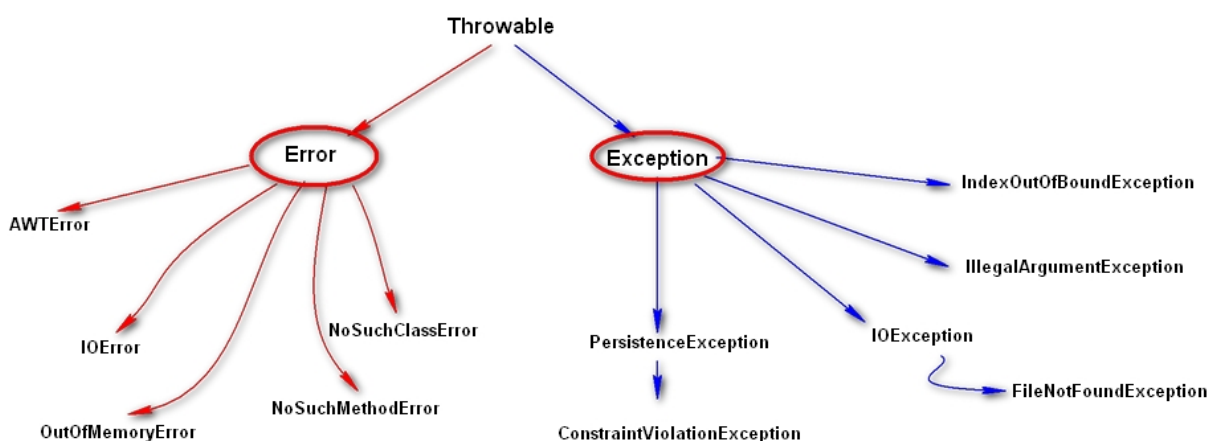 Throwable
Error
Exception
IndexOutOfBoundException
AWTError
IllegalArgumentException
NoSuchClassError
IOError
PersistenceException
IOException
FileNotFoundException
NoSuchMethodError
OutOfMemoryError
ConstraintViolationException